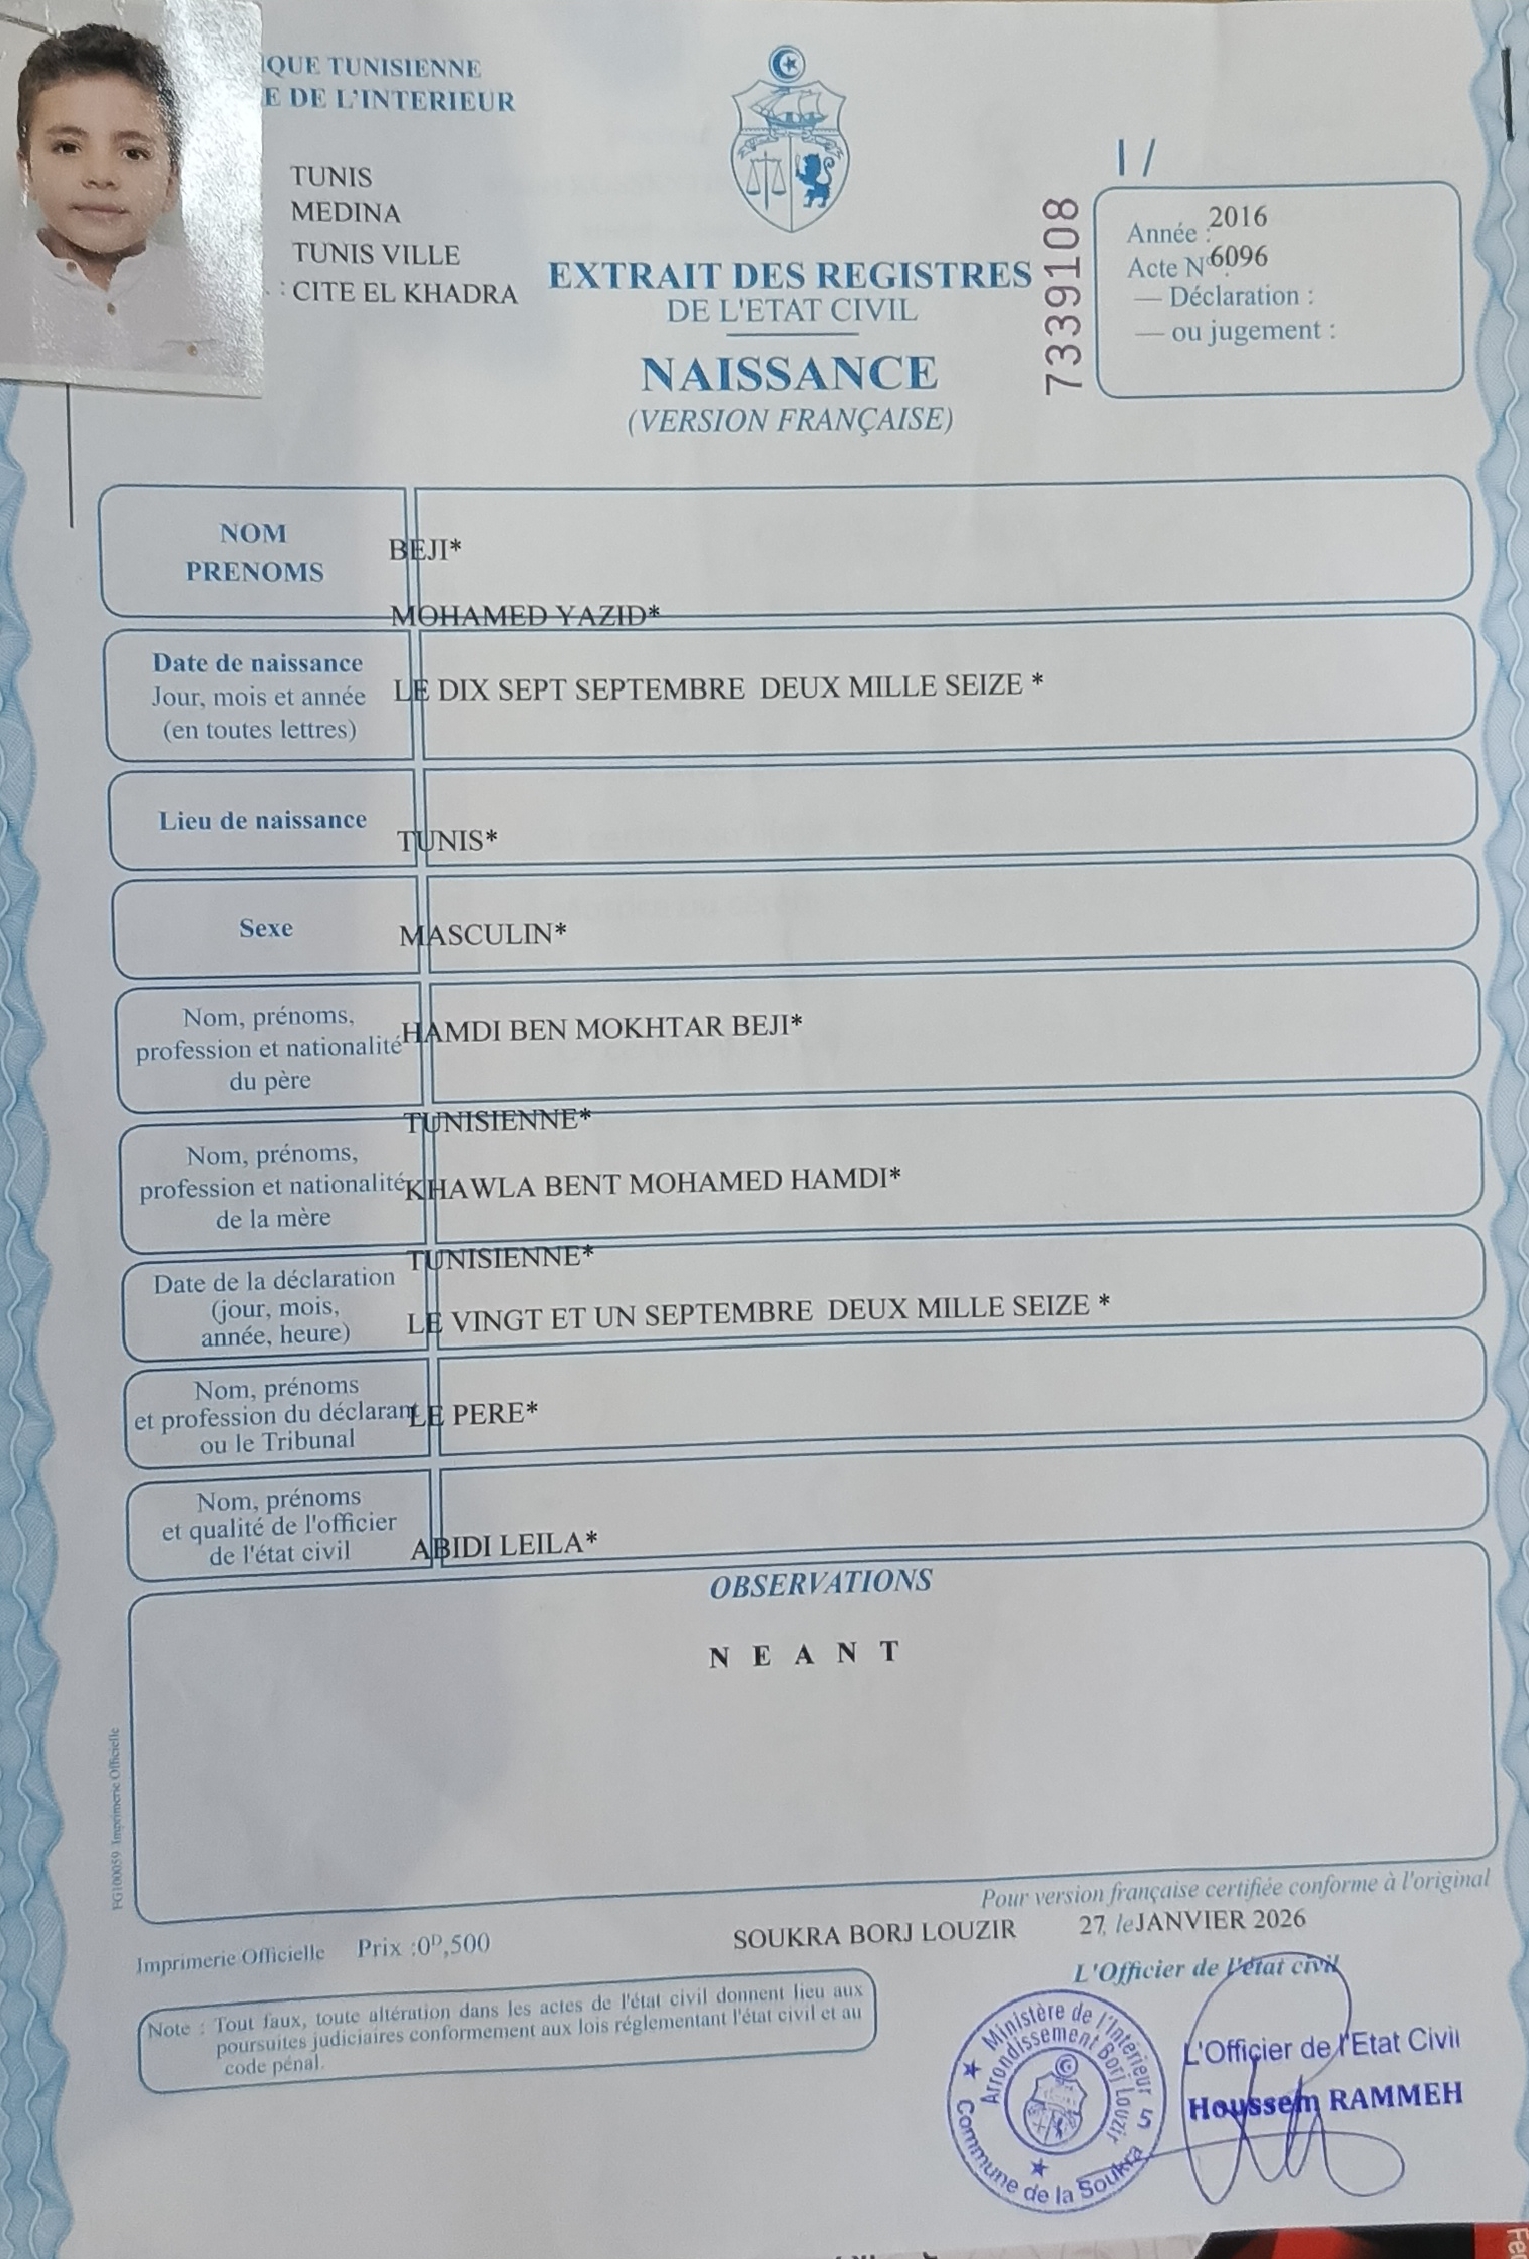 IQUE TUNISIENNE
E DE L'INTERIEUR
TUNIS
MEDINA
TUNIS VILLE
: CITE EL KHADRA
EXTRAIT DES REGISTRES
DE L'ETAT CIVIL
NAISSANCE
(VERSION FRANÇAISE)
7339108
1 /
Année : 2016
Acte N° 6096
— Déclaration :
— ou jugement :
NOM
PRENOMS
BEJI*
MOHAMED YAZID*
Date de naissance
Jour, mois et année
(en toutes lettres)
LE DIX SEPT SEPTEMBRE DEUX MILLE SEIZE *
Lieu de naissance
TUNIS*
Sexe
MASCULIN*
Nom, prénoms,
profession et nationalité
du père
HAMDI BEN MOKHTAR BEJI*
TUNISIENNE*
Nom, prénoms,
profession et nationalité
de la mère
KHAWLA BENT MOHAMED HAMDI*
TUNISIENNE*
Date de la déclaration
(jour, mois,
année, heure)
LE VINGT ET UN SEPTEMBRE DEUX MILLE SEIZE *
Nom, prénoms
et profession du déclarant
ou le Tribunal
LE PERE*
Nom, prénoms
et qualité de l'officier
de l'état civil
ABIDI LEILA*
OBSERVATIONS
N E A N T
FG100059 Imprimerie Officielle
Pour version française certifiée conforme à l'original
SOUKRA BORJ LOUZIR 27, le JANVIER 2026
Imprimerie Officielle Prix :0ᴰ,500
L'Officier de l'état civil
Note : Tout faux, toute altération dans les actes de l'état civil donnent lieu aux
poursuites judiciaires conformement aux lois réglementant l'état civil et au
code pénal.
Ministère de l'Intérieur 5
Arrondissement Borj Louzir
Commune de la Soukra
L'Officier de l'Etat Civil
Houssem RAMMEH